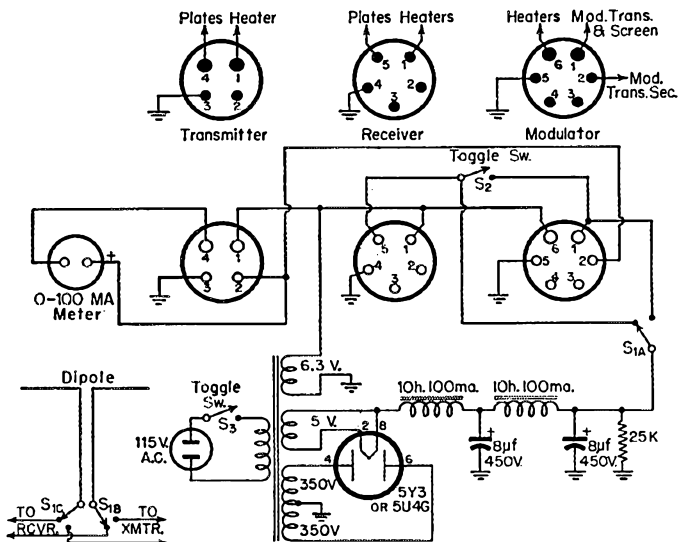 Plates Heater
4 1
3 2
Transmitter
Plates Heaters
5 1
4 2
3
Receiver
Heaters Mod. Trans. & Screen
6 1
5 2
4 3
Mod. Trans. Sec.
Modulator
Toggle Sw.
S2
4 1
3 2
5 1
4 2
3
6 1
5 2
4 3
+
0-100 MA
Meter
S1A
Dipole
Toggle
Sw.
S3
115V.
A.C.
6.3 V.
5 V.
350V
350V
2 8
4 6
5Y3
OR 5U4G
10h. 100ma.
10h. 100ma.
+
8µf
450V.
+
8µf
450V.
25K
S1C S1B
TO
RCVR.
TO
XMTR.